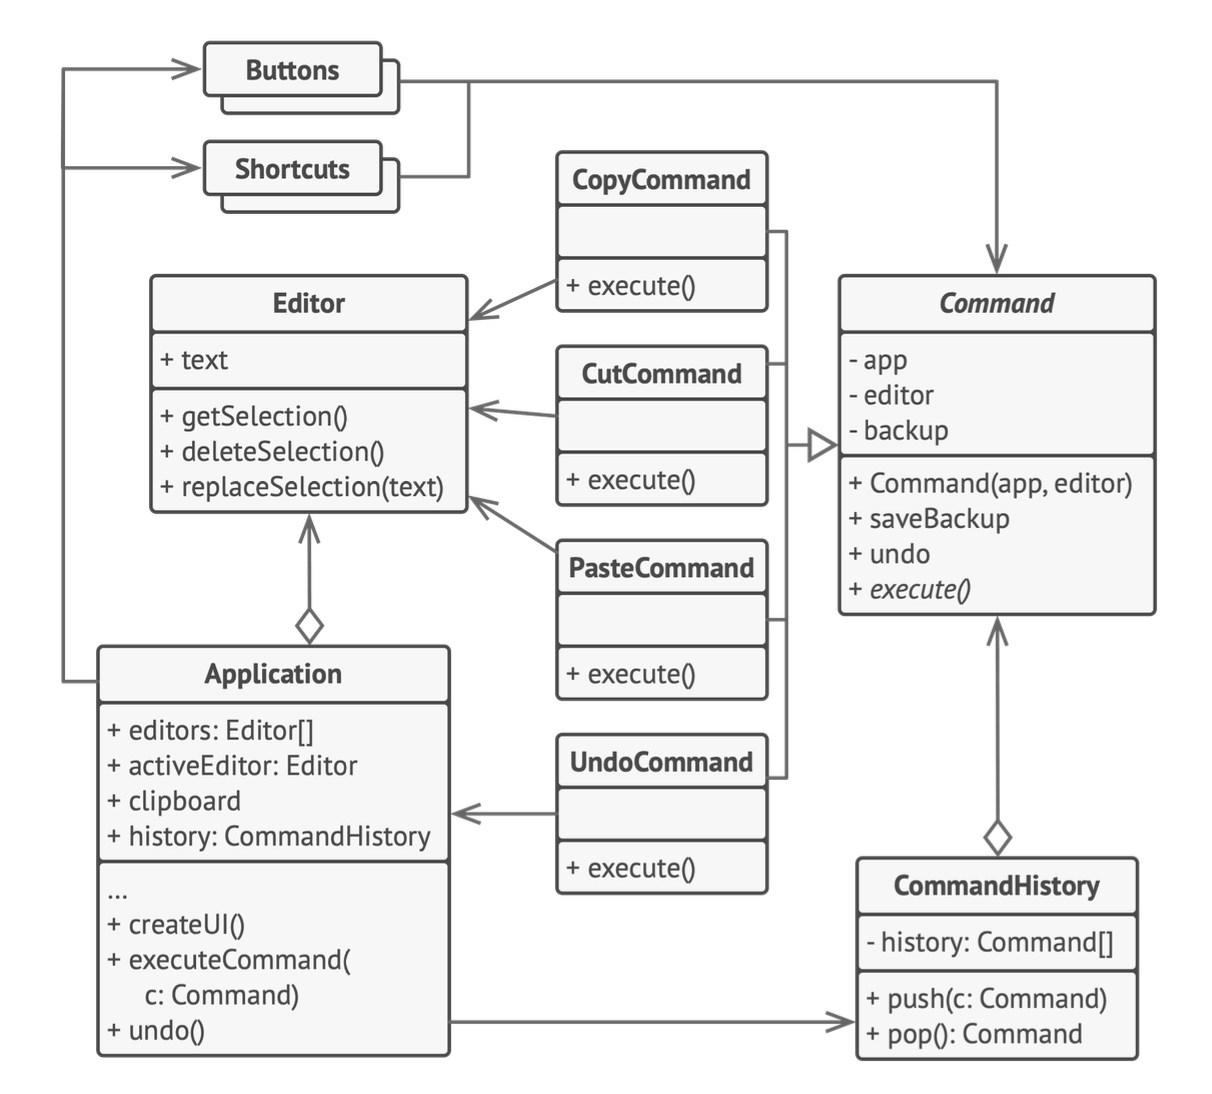 Buttons
Shortcuts
CopyCommand
+ execute()
Editor
+ text
+ getSelection()
+ deleteSelection()
+ replaceSelection(text)
CutCommand
+ execute()
Command
- app
- editor
- backup
+ Command(app, editor)
+ saveBackup
+ undo
+ execute()
PasteCommand
+ execute()
Application
+ editors: Editor[]
+ activeEditor: Editor
+ clipboard
+ history: CommandHistory
...
+ createUI()
+ executeCommand(
c: Command)
+ undo()
UndoCommand
+ execute()
CommandHistory
- history: Command[]
+ push(c: Command)
+ pop(): Command